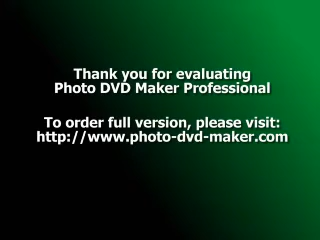 Thank you for evaluating
Photo DVD Maker Professional
To order full version, please visit:
http://www.photo-dvd-maker.com